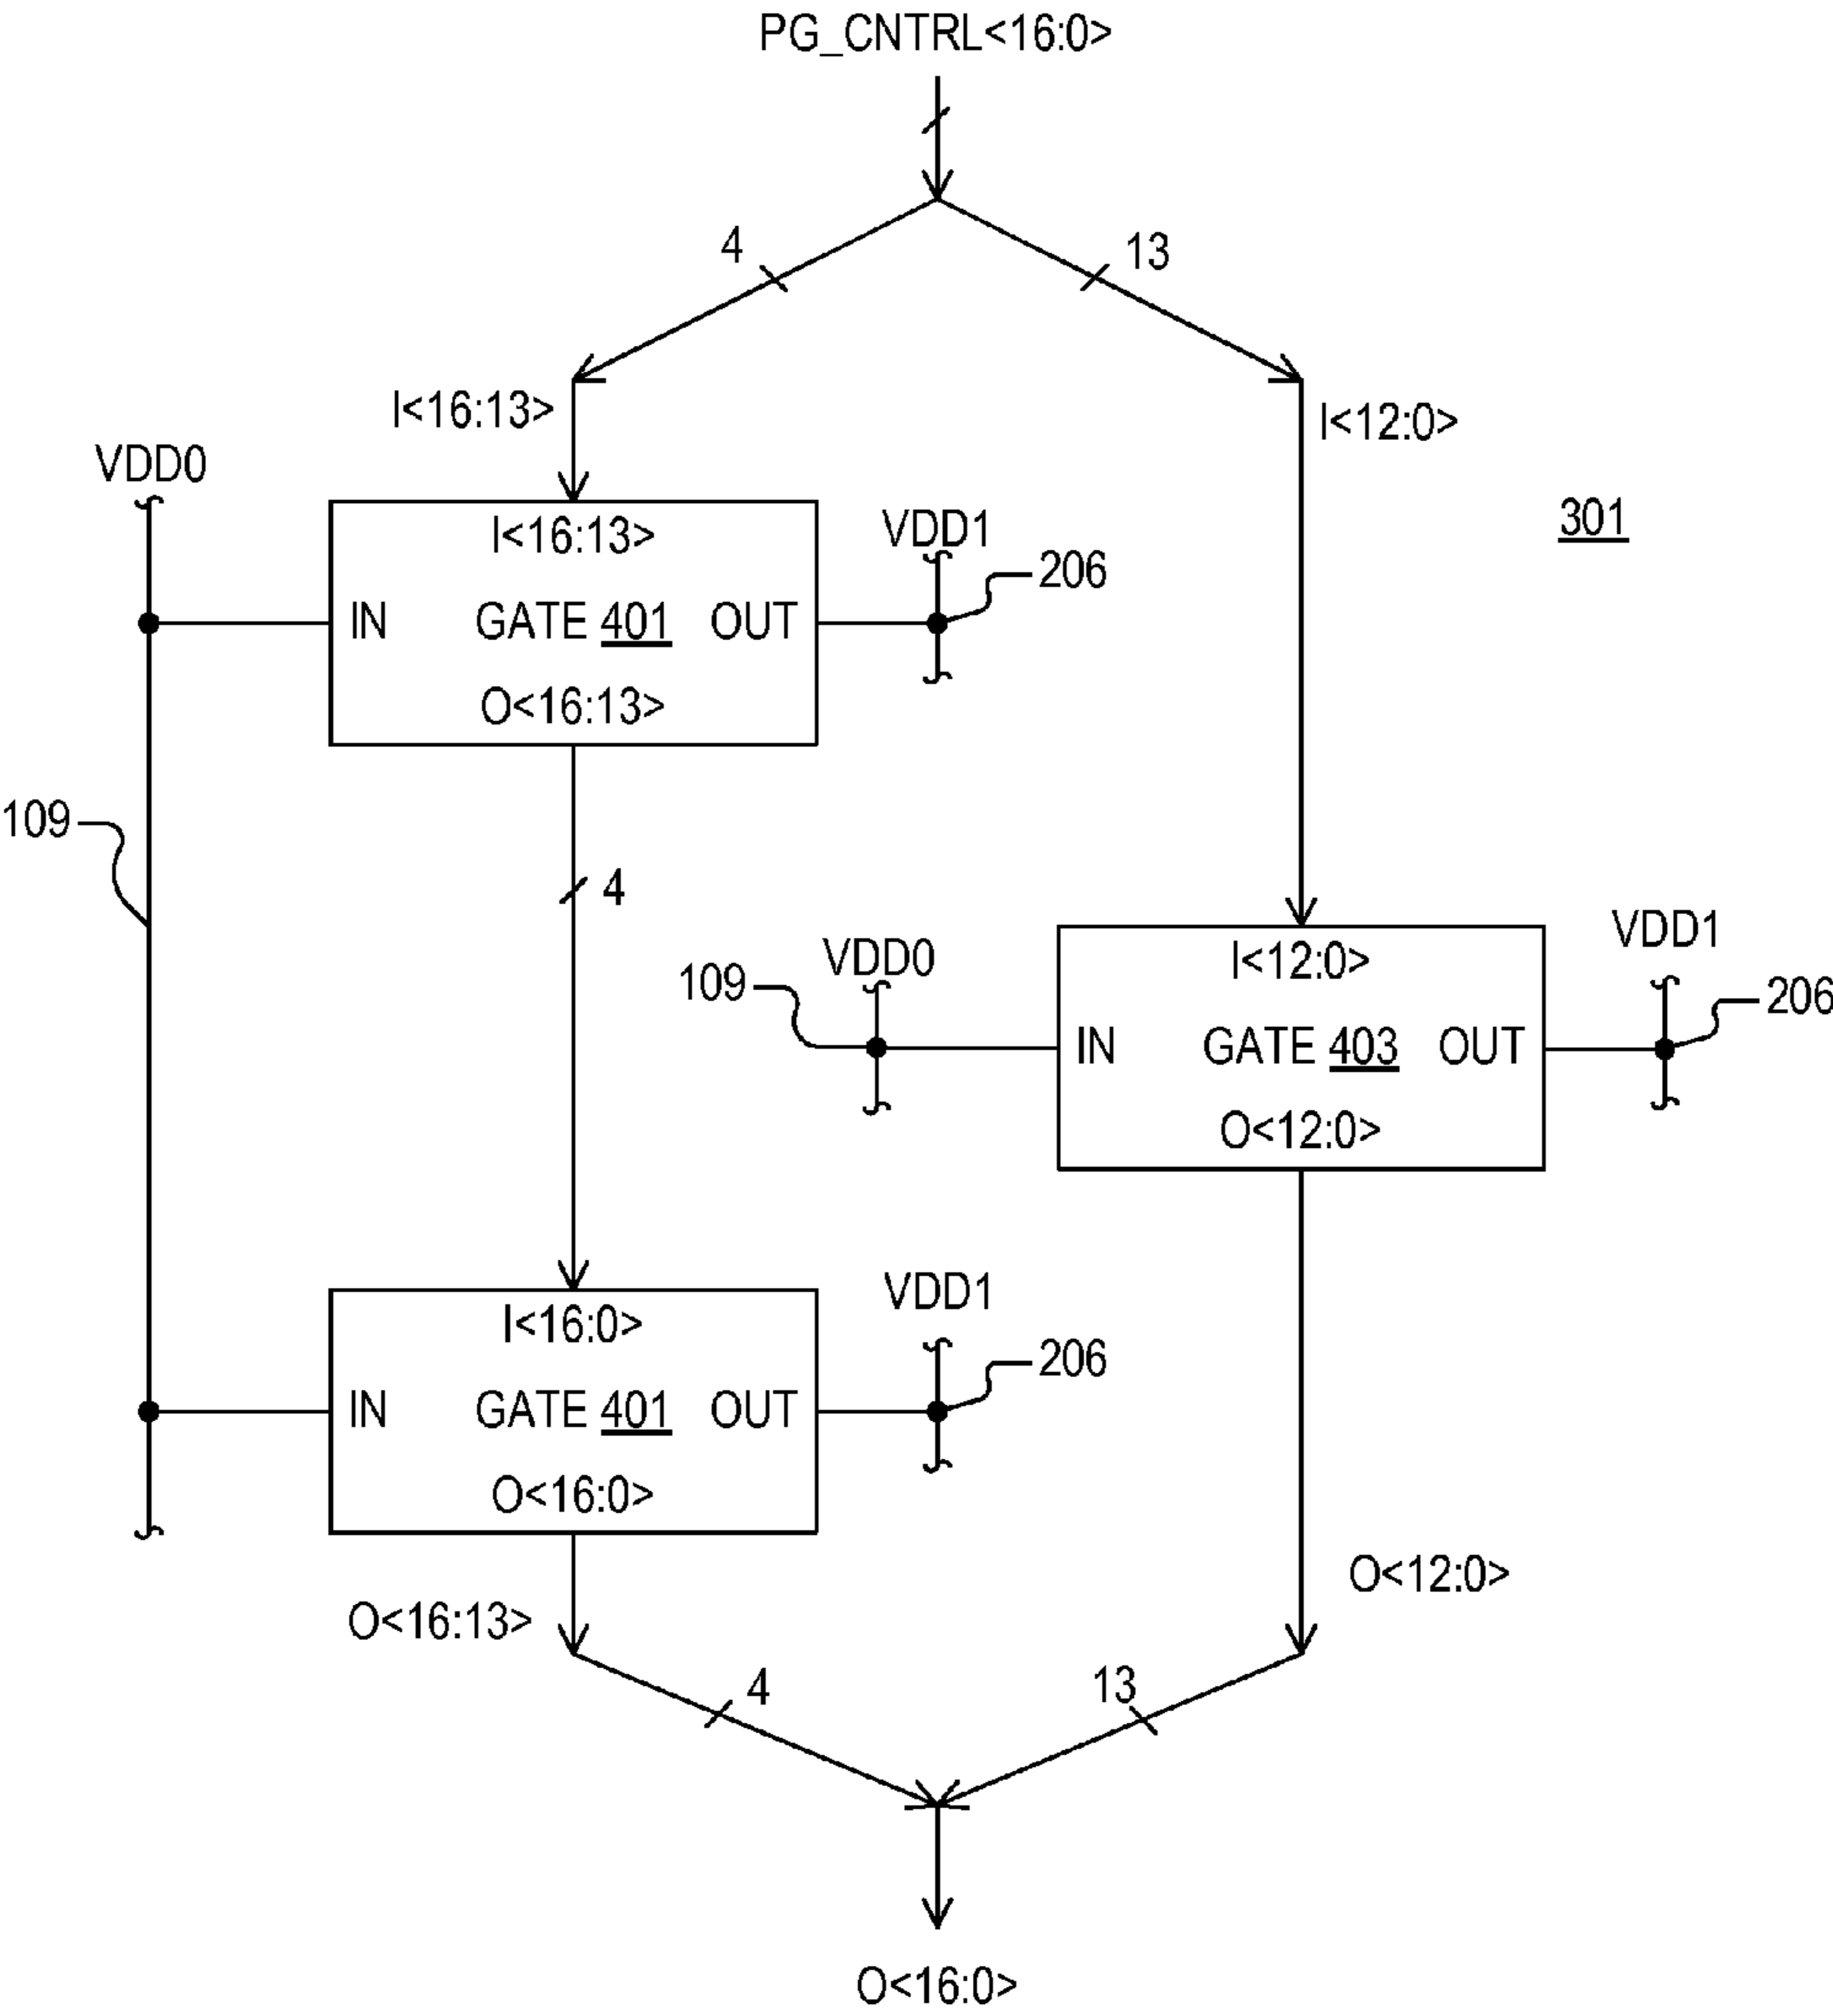 PG_CNTRL<16:0>
4
13
I<16:13>
I<12:0>
VDD0
301
I<16:13>
VDD1
206
IN GATE 401 OUT
O<16:13>
109
4
VDD0
VDD1
109
I<12:0>
206
IN GATE 403 OUT
O<12:0>
VDD1
I<16:0>
206
IN GATE 401 OUT
O<16:0>
O<12:0>
O<16:13>
4
13
O<16:0>